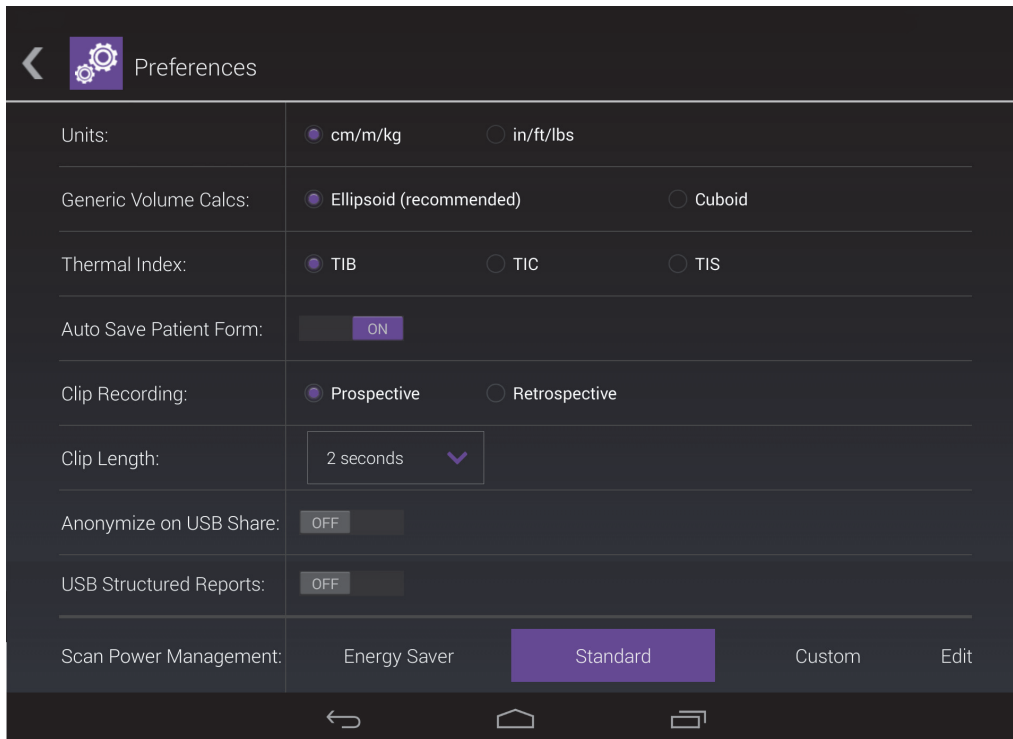 Preferences
Units: cm/m/kg in/ft/lbs
Generic Volume Calcs: Ellipsoid (recommended) Cuboid
Thermal Index: TIB TIC TIS
Auto Save Patient Form: ON
Clip Recording: Prospective Retrospective
Clip Length: 2 seconds
Anonymize on USB Share: OFF
USB Structured Reports: OFF
Scan Power Management: Energy Saver Standard Custom Edit